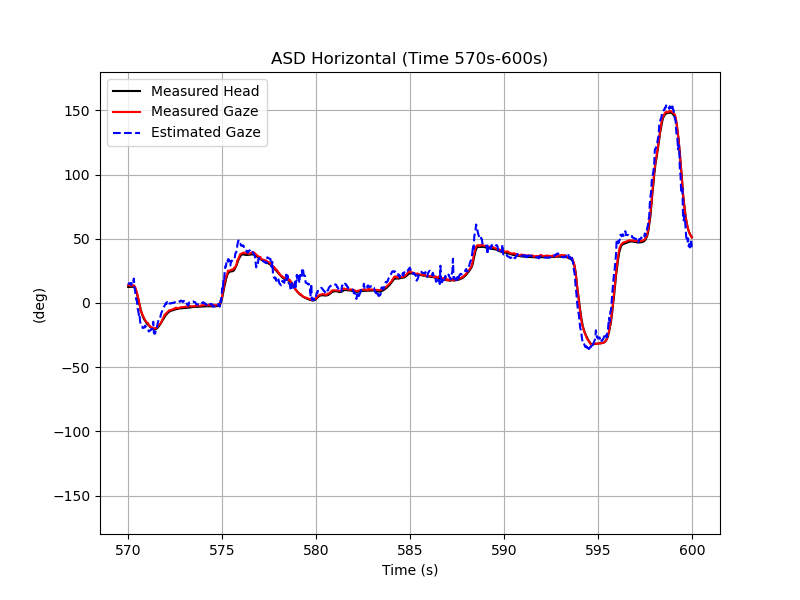 ASD Horizontal (Time 570s-600s)
Measured Head
Measured Gaze
Estimated Gaze
150
100
50
0
−50
−100
−150
(deg)
570
575
580
585
590
595
600
Time (s)